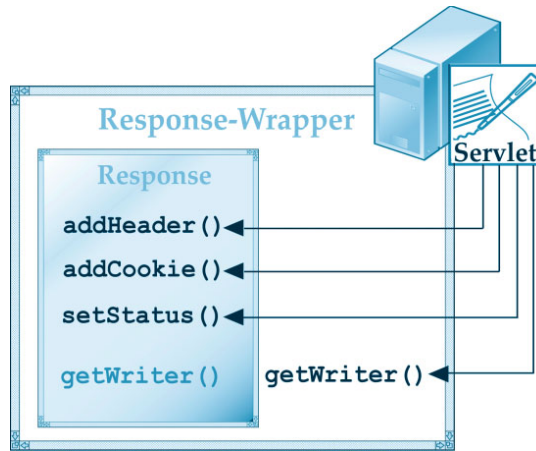 Response-Wrapper
Servlet
Response
addHeader()
addCookie()
setStatus()
getWriter() getWriter()